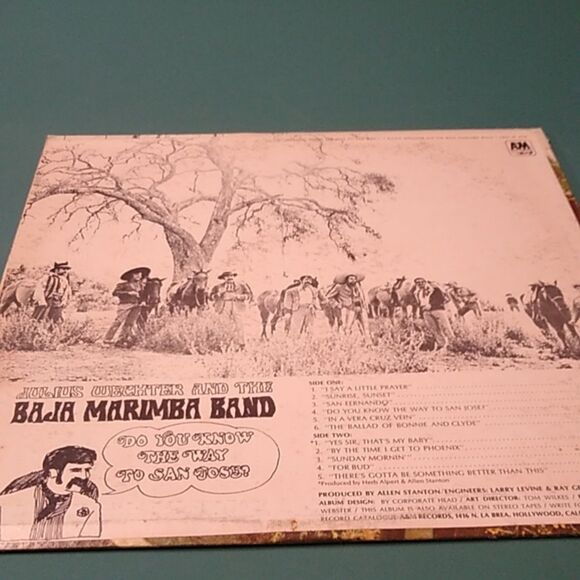 A&M
JULIUS WECHTER AND THE
BAJA MARIMBA BAND
DO YOU KNOW
THE WAY
TO SAN JOSE?
SIDE ONE:
1. "I SAY A LITTLE PRAYER"
2. "SUNRISE, SUNSET"
3. "SAN FERNANDO"
4. "DO YOU KNOW THE WAY TO SAN JOSE?"
5. "IN A VERA CRUZ VEIN"
6. "THE BALLAD OF BONNIE AND CLYDE"
SIDE TWO:
*1. "YES SIR, THAT'S MY BABY"
2. "BY THE TIME I GET TO PHOENIX"
3. "SUNDAY MORNIN'"
4. "FOR BUD"
5. "THERE'S GOTTA BE SOMETHING BETTER THAN THIS"
*Produced by Herb Alpert & Allen Stanton
PRODUCED BY ALLEN STANTON/ENGINEERS: LARRY LEVINE & RAY
ALBUM DESIGN: BY CORPORATE HEAD / ART DIRECTOR: TOM WILKES /
WEBSTER / THIS ALBUM IS ALSO AVAILABLE ON STEREO TAPES / WRITE FOR
RECORD CATALOGUE-A&M RECORDS, 1416 N. LA BREA, HOLLYWOOD,